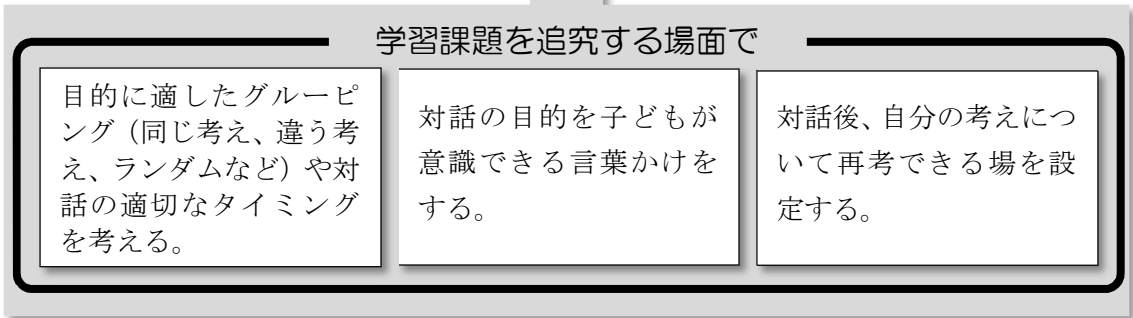 学習課題を追究する場面で
目的に適したグルーピ
ング（同じ考え、違う考
え、ランダムなど）や対
話の適切なタイミング
を考える。
対話の目的を子どもが
意識できる言葉かけを
する。
対話後、自分の考えにつ
いて再考できる場を設
定する。